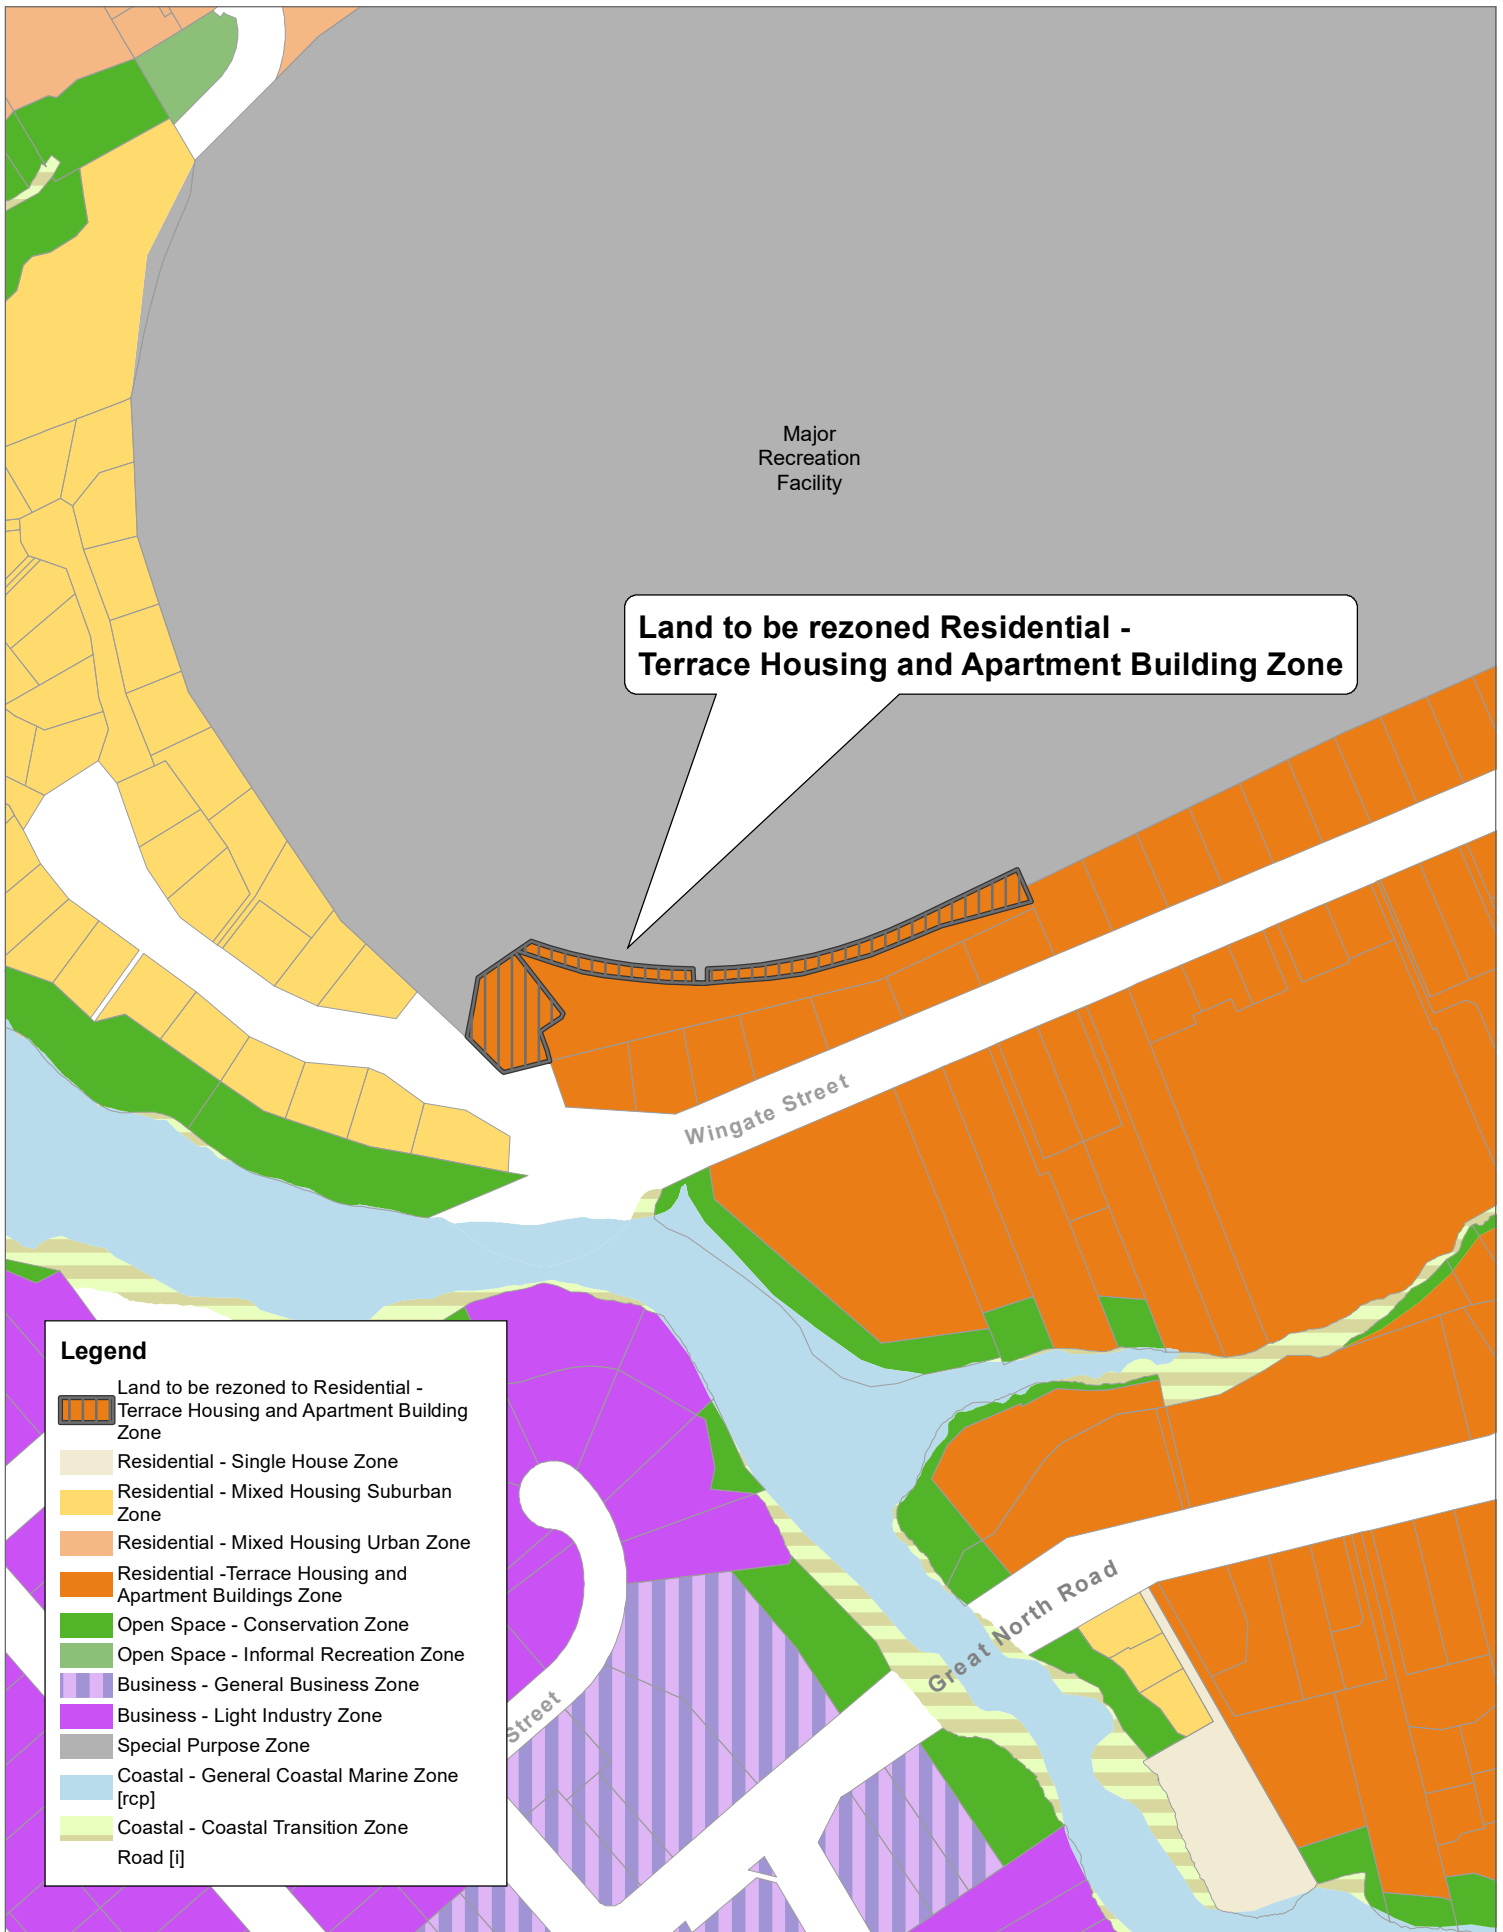 Major
Recreation
Facility
Land to be rezoned Residential -
Terrace Housing and Apartment Building Zone
Wingate Street
Great North Road
Street
Legend
Land to be rezoned to Residential -
Terrace Housing and Apartment Building
Zone
Residential - Single House Zone
Residential - Mixed Housing Suburban
Zone
Residential - Mixed Housing Urban Zone
Residential -Terrace Housing and
Apartment Buildings Zone
Open Space - Conservation Zone
Open Space - Informal Recreation Zone
Business - General Business Zone
Business - Light Industry Zone
Special Purpose Zone
Coastal - General Coastal Marine Zone
[rcp]
Coastal - Coastal Transition Zone
Road [i]